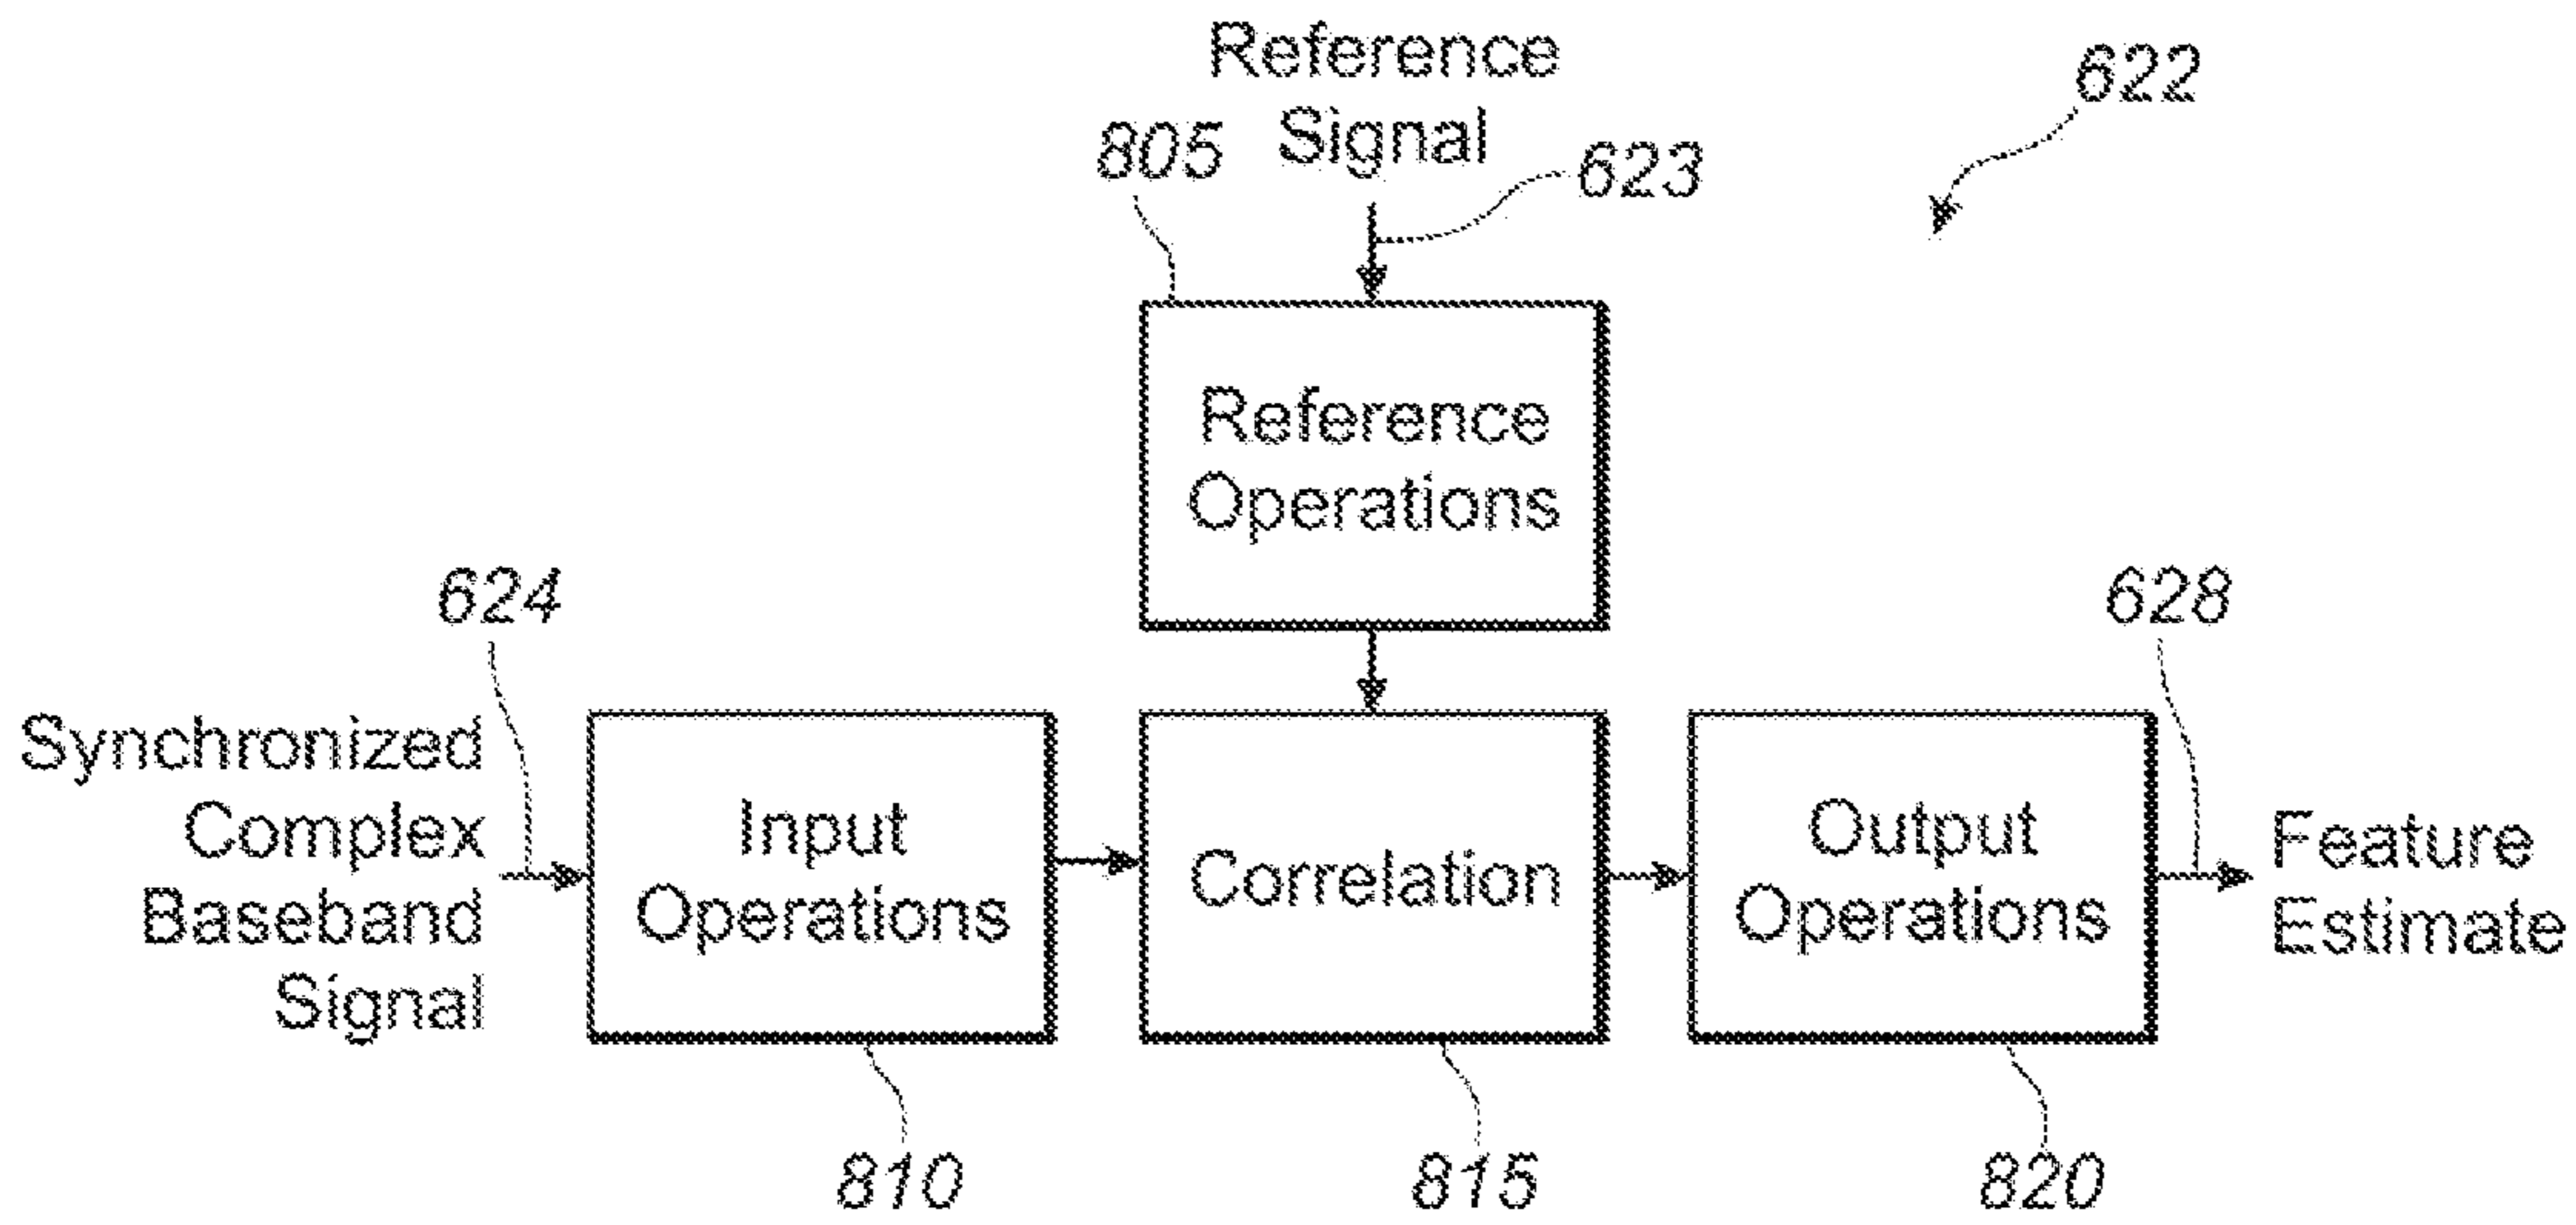 Reference
Signal
622
805
623
Reference
Operations
624
628
Synchronized
Complex
Baseband
Signal
Input
Operations
Correlation
Output
Operations
Feature
Estimate
810
815
820